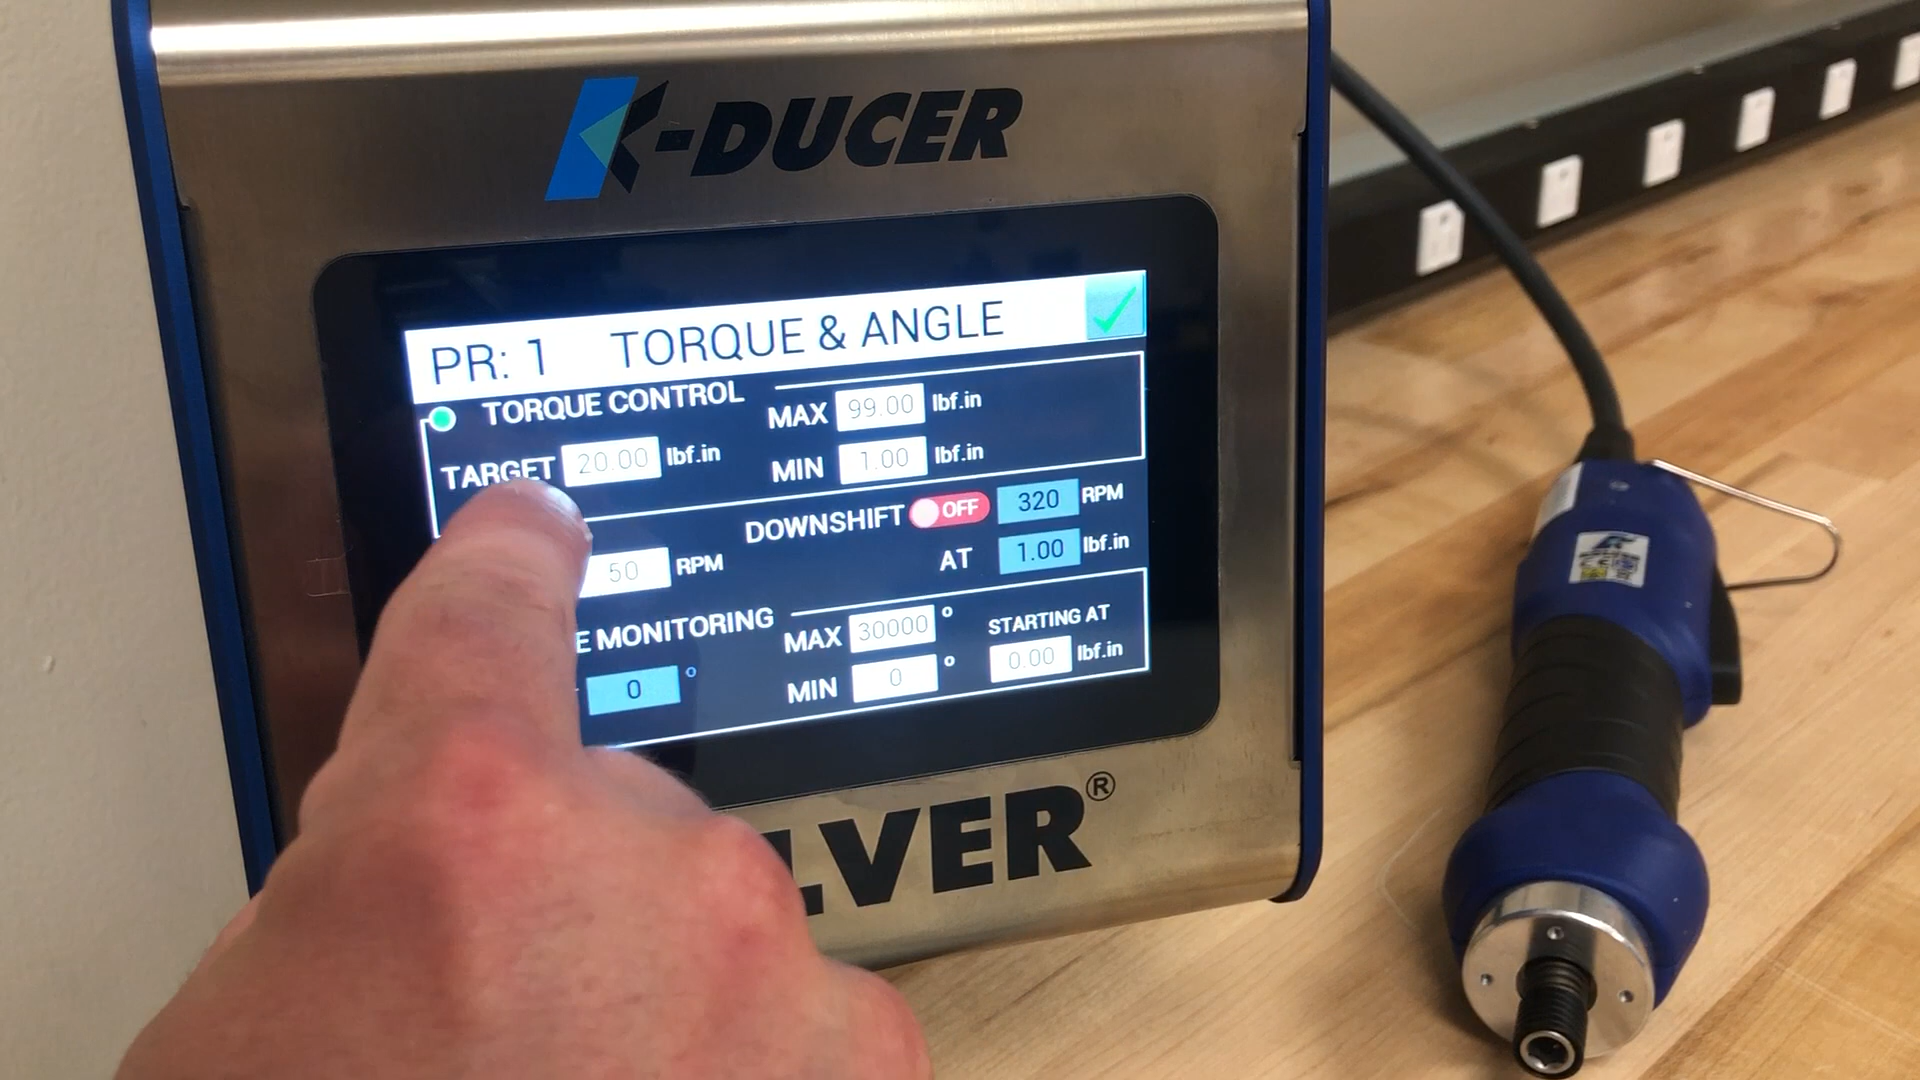 K-DUCER
PR: 1 TORQUE & ANGLE
TORQUE CONTROL
MAX 99.00 lbf.in
TARGET 20.00 lbf.in
MIN 1.00 lbf.in
DOWNSHIFT OFF 320 RPM
50 RPM
AT 1.00 lbf.in
E MONITORING
MAX 30000 °
STARTING AT
0 °
MIN 0 °
0.00 lbf.in
LVER®